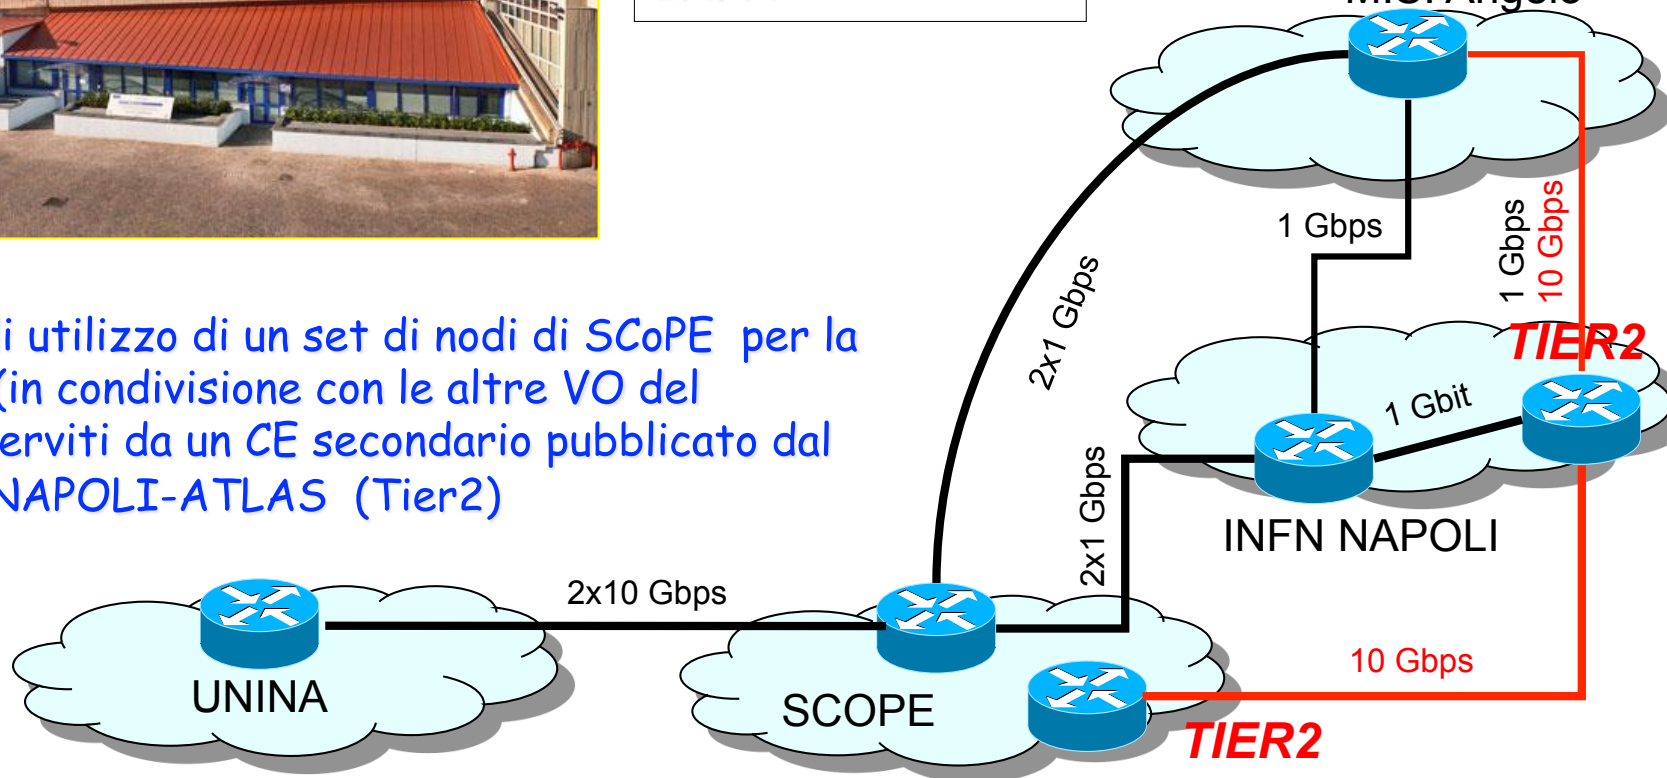 1 Gbps
1 Gbps
10 Gbps
2x1 Gbps
TIER2
di utilizzo di un set di nodi di SCoPE per la
(in condivisione con le altre VO del
serviti da un CE secondario pubblicato dal
NAPOLI-ATLAS (Tier2)
1 Gbit
2x1 Gbps
INFN NAPOLI
2x10 Gbps
10 Gbps
UNINA
SCOPE
TIER2